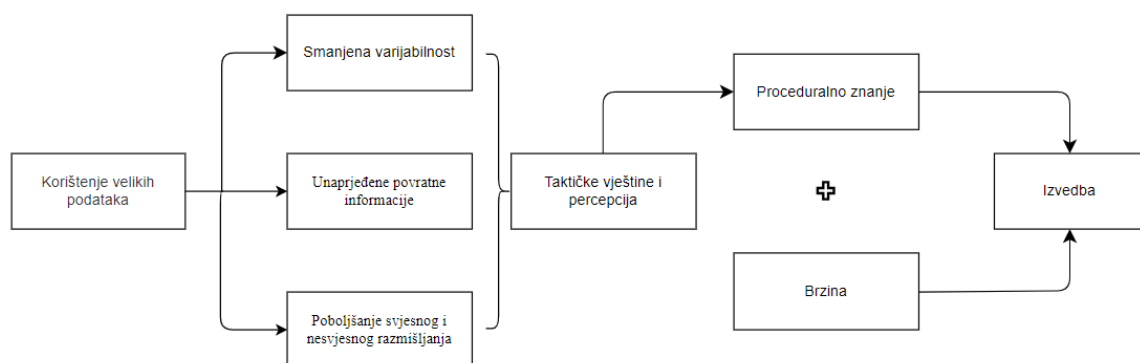 Smanjena varijabilnost
Proceduralno znanje
Korištenje velikih
podataka
Unaprjeđene povratne
informacije
Taktičke vještine i
percepcija
Izvedba
Brzina
Poboljšanje svjesnog i
nesvjesnog razmišljanja